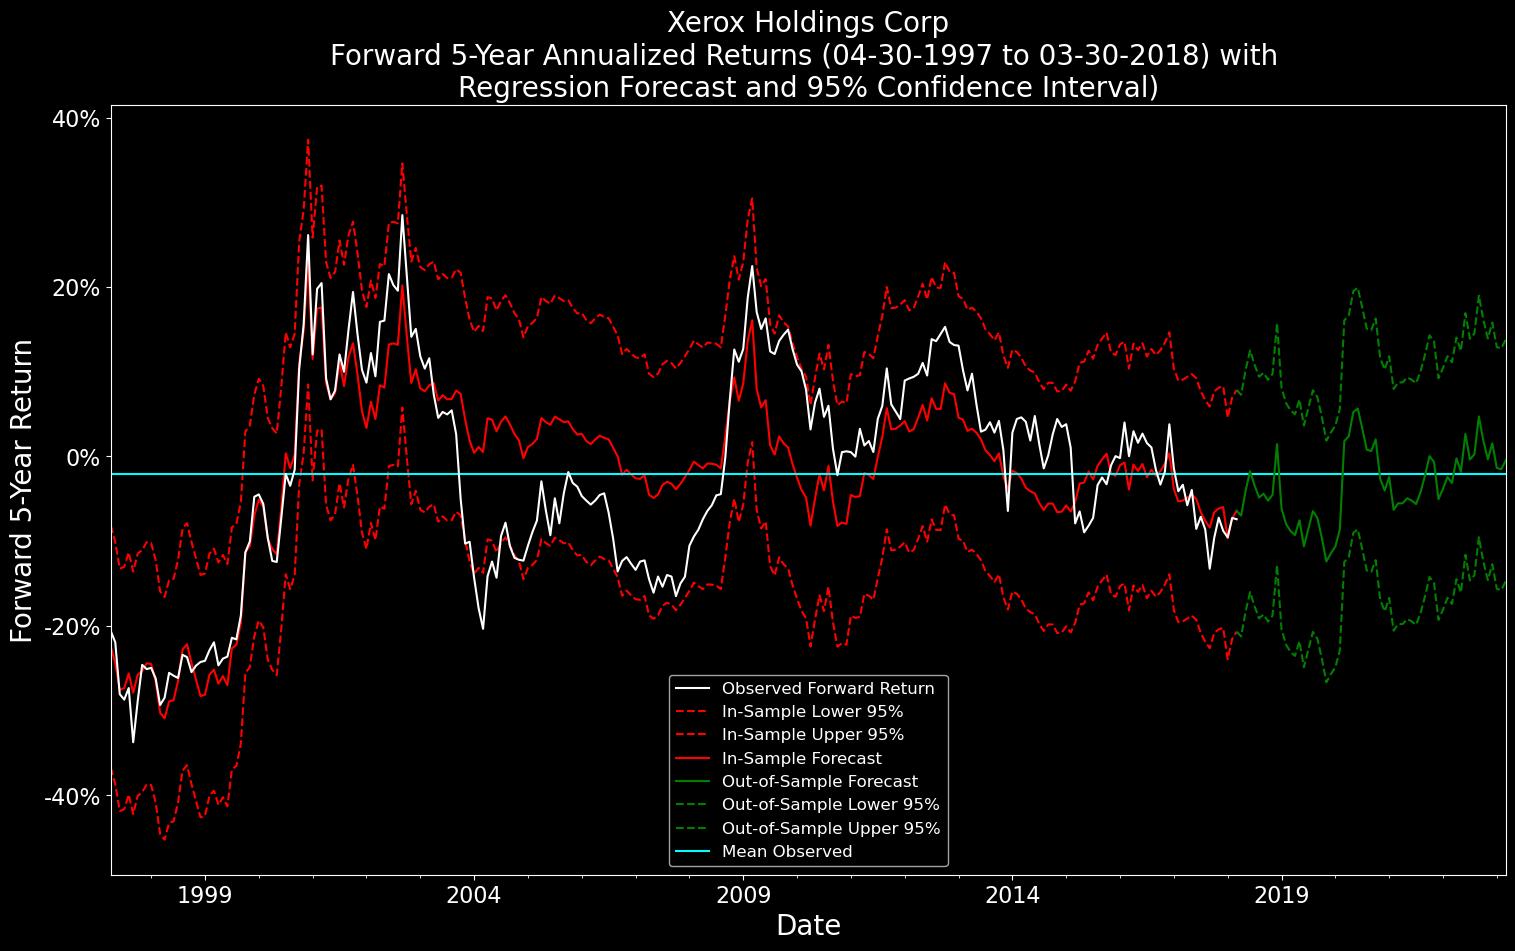 Xerox Holdings Corp
Forward 5-Year Annualized Returns (04-30-1997 to 03-30-2018) with
Regression Forecast and 95% Confidence Interval)
Forward 5-Year Return
40%
20%
0%
-20%
-40%
Observed Forward Return
In-Sample Lower 95%
In-Sample Upper 95%
In-Sample Forecast
Out-of-Sample Forecast
Out-of-Sample Lower 95%
Out-of-Sample Upper 95%
Mean Observed
1999 2004 2009 2014 2019
Date